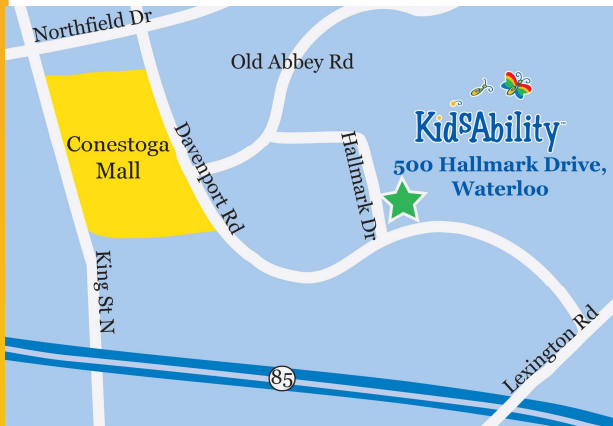 Northfield Dr
Old Abbey Rd
KidsAbility™
500 Hallmark Drive,
Waterloo
Conestoga
Mall
Davenport Rd
Hallmark Dr
King St N
Lexington Rd
85